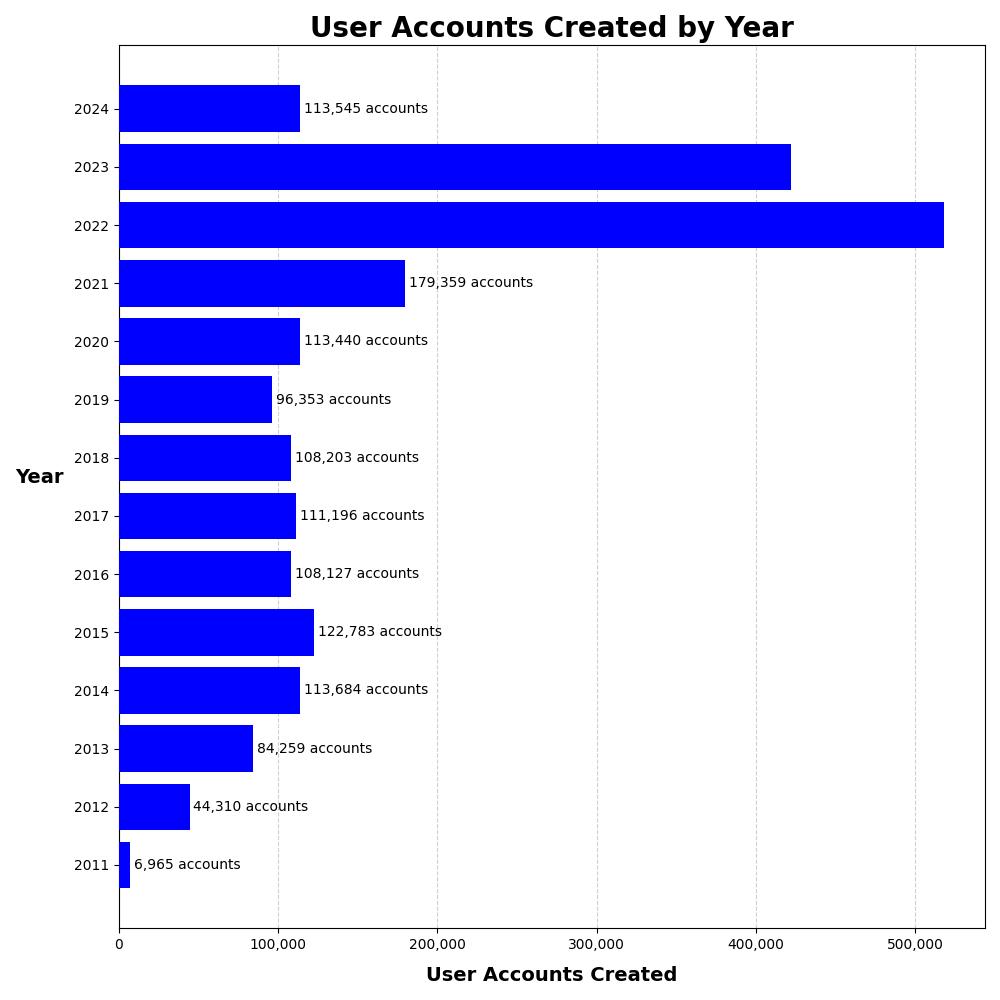 User Accounts Created by Year
2024
113,545 accounts
2023
2022
2021
179,359 accounts
2020
113,440 accounts
2019
96,353 accounts
2018
108,203 accounts
Year
2017
111,196 accounts
2016
108,127 accounts
2015
122,783 accounts
2014
113,684 accounts
2013
84,259 accounts
2012
44,310 accounts
2011
6,965 accounts
0
100,000
200,000
300,000
400,000
500,000
User Accounts Created